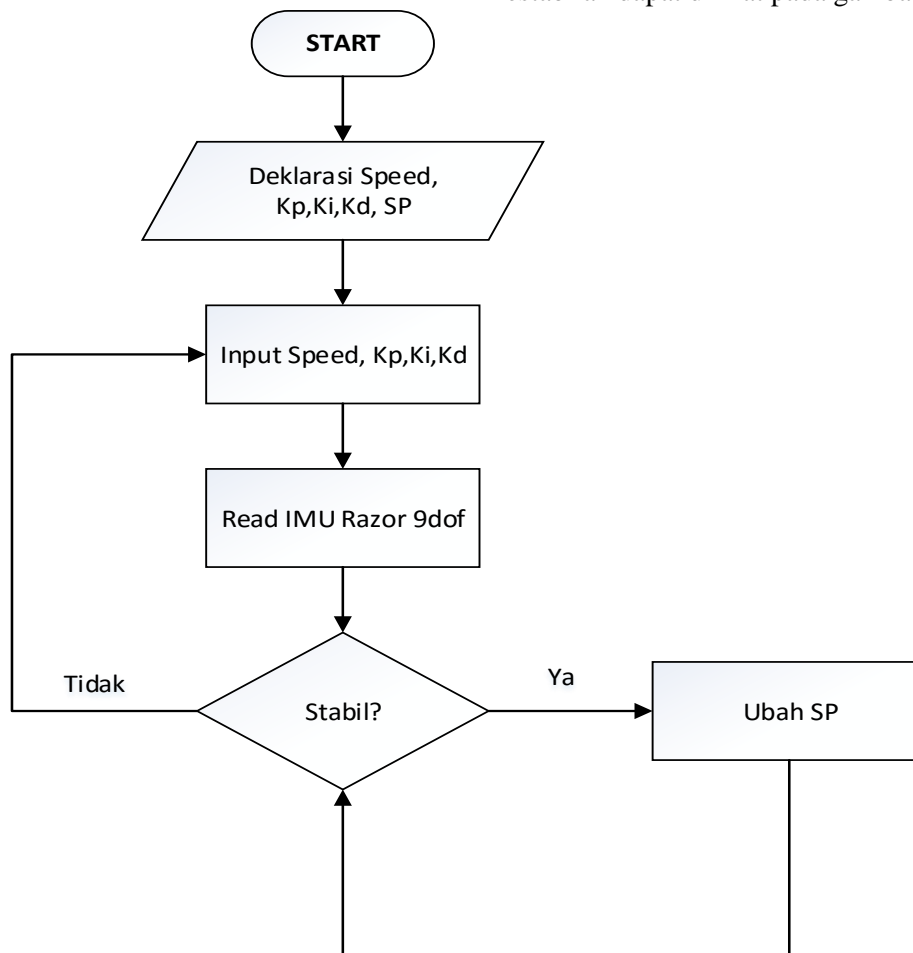 START
Deklarasi Speed,
Kp,Ki,Kd, SP
Input Speed, Kp,Ki,Kd
Read IMU Razor 9dof
Tidak
Stabil?
Ya
Ubah SP